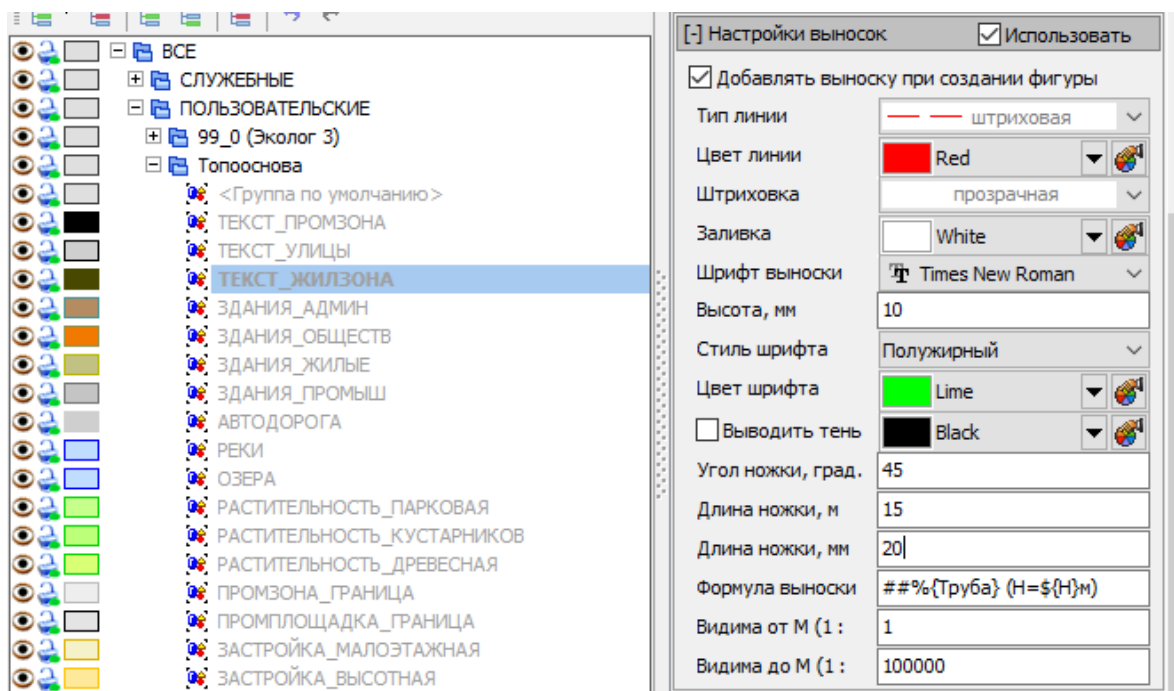 ВСЕ
СЛУЖЕБНЫЕ
ПОЛЬЗОВАТЕЛЬСКИЕ
99_0 (Эколог 3)
Топооснова
<Группа по умолчанию>
ТЕКСТ_ПРОМЗОНА
ТЕКСТ_УЛИЦЫ
ТЕКСТ_ЖИЛЗОНА
ЗДАНИЯ_АДМИН
ЗДАНИЯ_ОБЩЕСТВ
ЗДАНИЯ_ЖИЛЫЕ
ЗДАНИЯ_ПРОМЫШ
АВТОДОРОГА
РЕКИ
ОЗЕРА
РАСТИТЕЛЬНОСТЬ_ПАРКОВАЯ
РАСТИТЕЛЬНОСТЬ_КУСТАРНИКОВ
РАСТИТЕЛЬНОСТЬ_ДРЕВЕСНАЯ
ПРОМЗОНА_ГРАНИЦА
ПРОМПЛОЩАДКА_ГРАНИЦА
ЗАСТРОЙКА_МАЛОЭТАЖНАЯ
ЗАСТРОЙКА_ВЫСОТНАЯ
[-] Настройки выносок Использовать
Добавлять выноску при создании фигуры
Тип линии штриховая
Цвет линии Red
Штриховка прозрачная
Заливка White
Шрифт выноски Times New Roman
Высота, мм 10
Стиль шрифта Полужирный
Цвет шрифта Lime
Выводить тень Black
Угол ножки, град. 45
Длина ножки, м 15
Длина ножки, мм 20
Формула выноски ##%{Труба} (H=${H}м)
Видима от М (1 : 1
Видима до М (1 : 100000